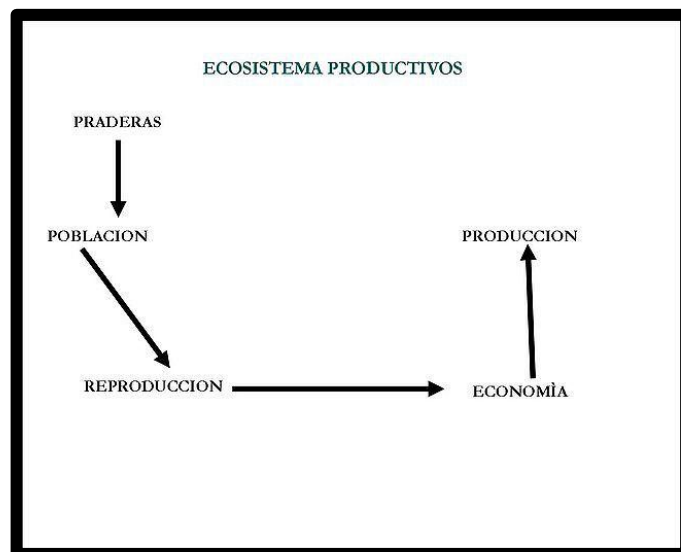 ECOSISTEMA PRODUCTIVOS
PRADERAS
POBLACION
PRODUCCION
REPRODUCCION
ECONOMÌA